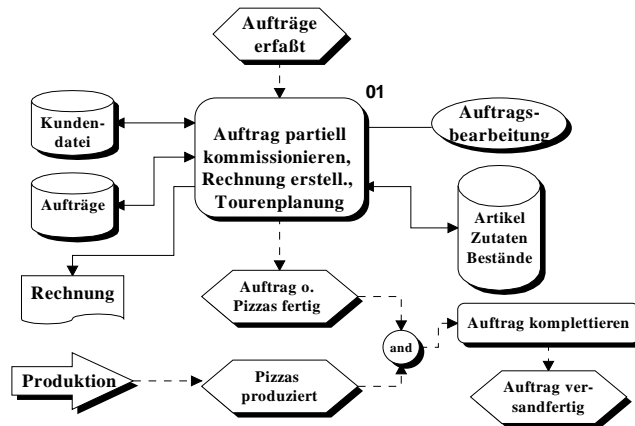 Aufträge
erfaßt
01
Kunden-
datei
Auftrag partiell
kommissionieren,
Rechnung erstell.,
Tourenplanung
Auftrags-
bearbeitung
Aufträge
Artikel
Zutaten
Bestände
Rechnung
Auftrag o.
Pizzas fertig
and
Auftrag komplettieren
Produktion
Pizzas
produziert
Auftrag ver-
sandfertig